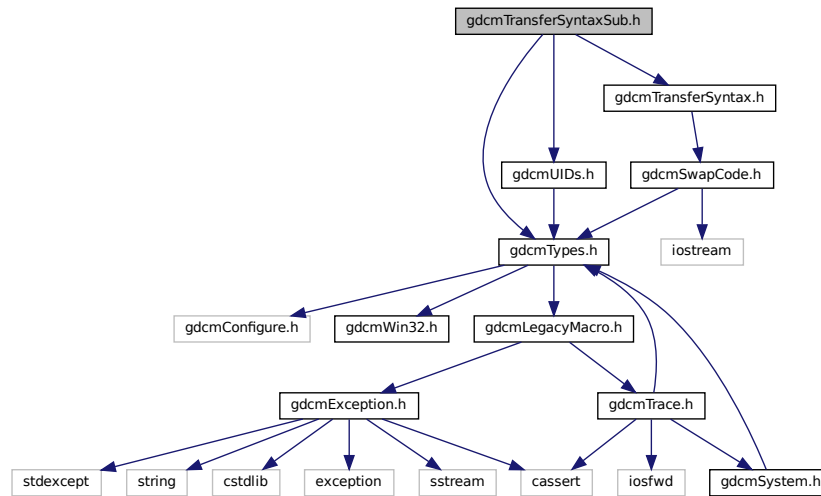 gdcmTransferSyntaxSub.h
gdcmTransferSyntax.h
gdcmUIDs.h
gdcmSwapCode.h
gdcmTypes.h
iostream
gdcmConfigure.h
gdcmWin32.h
gdcmLegacyMacro.h
gdcmException.h
gdcmTrace.h
stdexcept
string
cstdlib
exception
sstream
cassert
iosfwd
gdcmSystem.h